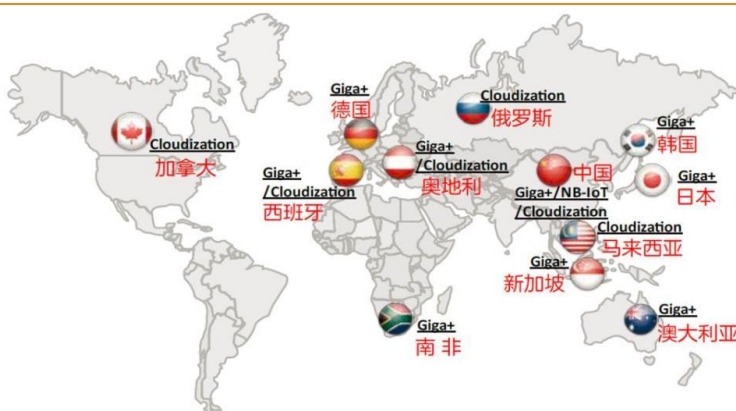 Cloudization
加拿大
Giga+
德国
Giga+
/Cloudization
西班牙
Giga+
/Cloudization
奥地利
Cloudization
俄罗斯
中国
Giga+/NB-IoT
/Cloudization
Giga+
韩国
Giga+
日本
Cloudization
马来西亚
Giga+
新加坡
Giga+
南 非
Giga+
澳大利亚